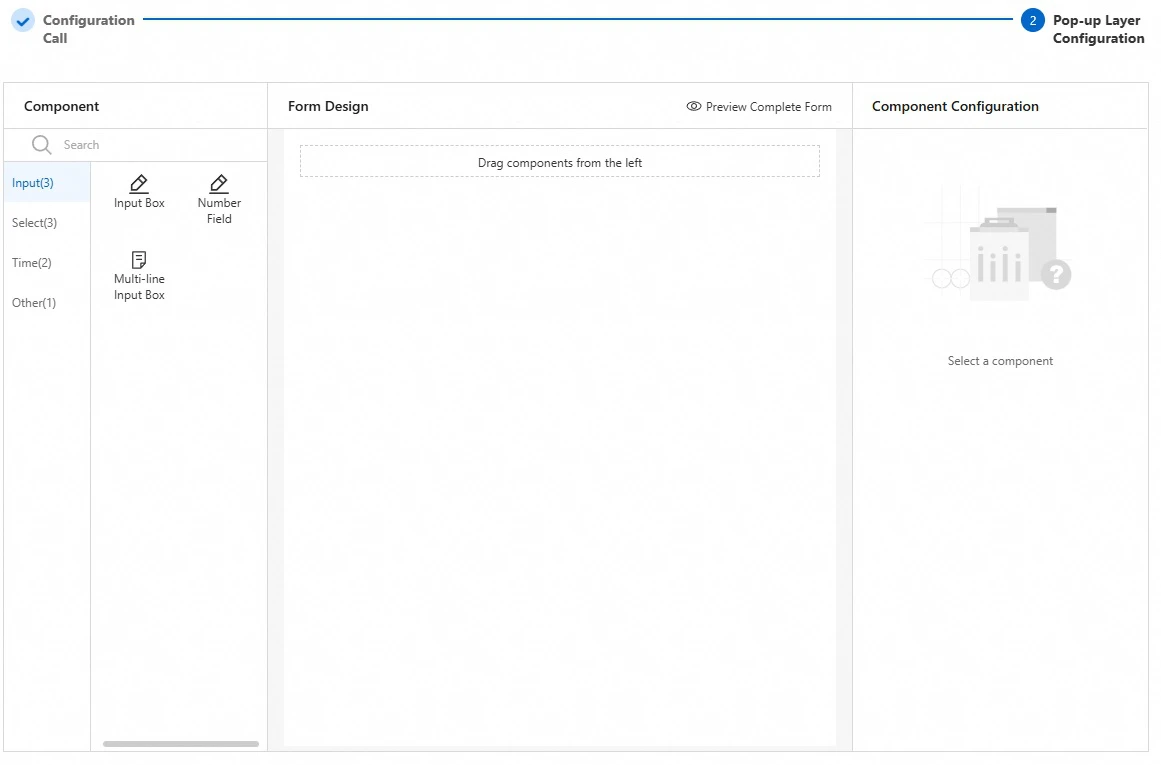 Configuration
Call
2
Pop-up Layer
Configuration
Component
Form Design
Preview Complete Form
Component Configuration
Search
Drag components from the left
Input(3)
Select(3)
Time(2)
Other(1)
Input Box
Number
Field
Multi-line
Input Box
?
Select a component